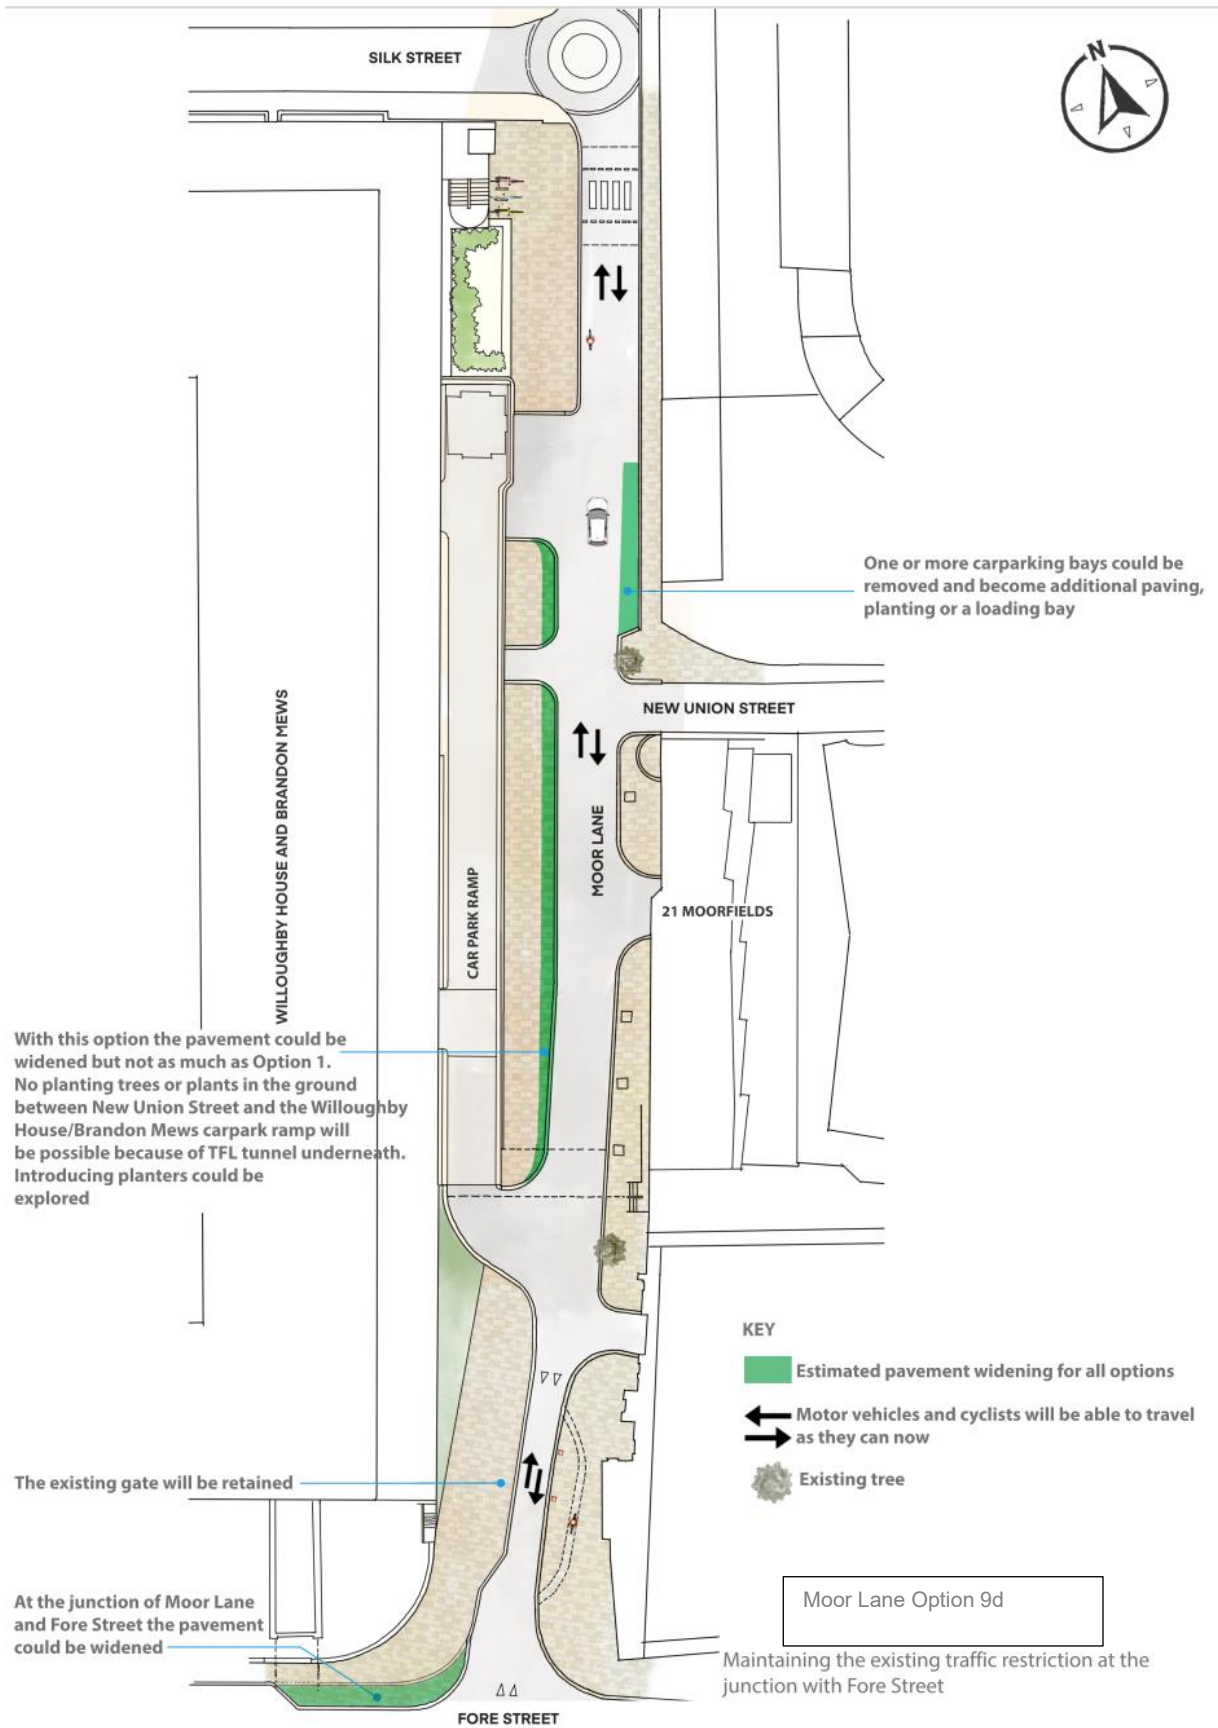 N
SILK STREET
One or more carparking bays could be
removed and become additional paving,
planting or a loading bay
NEW UNION STREET
WILLOUGHBY HOUSE AND BRANDON MEWS
MOOR LANE
CAR PARK RAMP
21 MOORFIELDS
With this option the pavement could be
widened but not as much as Option 1.
No planting trees or plants in the ground
between New Union Street and the Willoughby
House/Brandon Mews carpark ramp will
be possible because of TFL tunnel underneath.
Introducing planters could be
explored
KEY
Estimated pavement widening for all options
Motor vehicles and cyclists will be able to travel
as they can now
Existing tree
The existing gate will be retained
At the junction of Moor Lane
and Fore Street the pavement
could be widened
Moor Lane Option 9d
Maintaining the existing traffic restriction at the
junction with Fore Street
FORE STREET